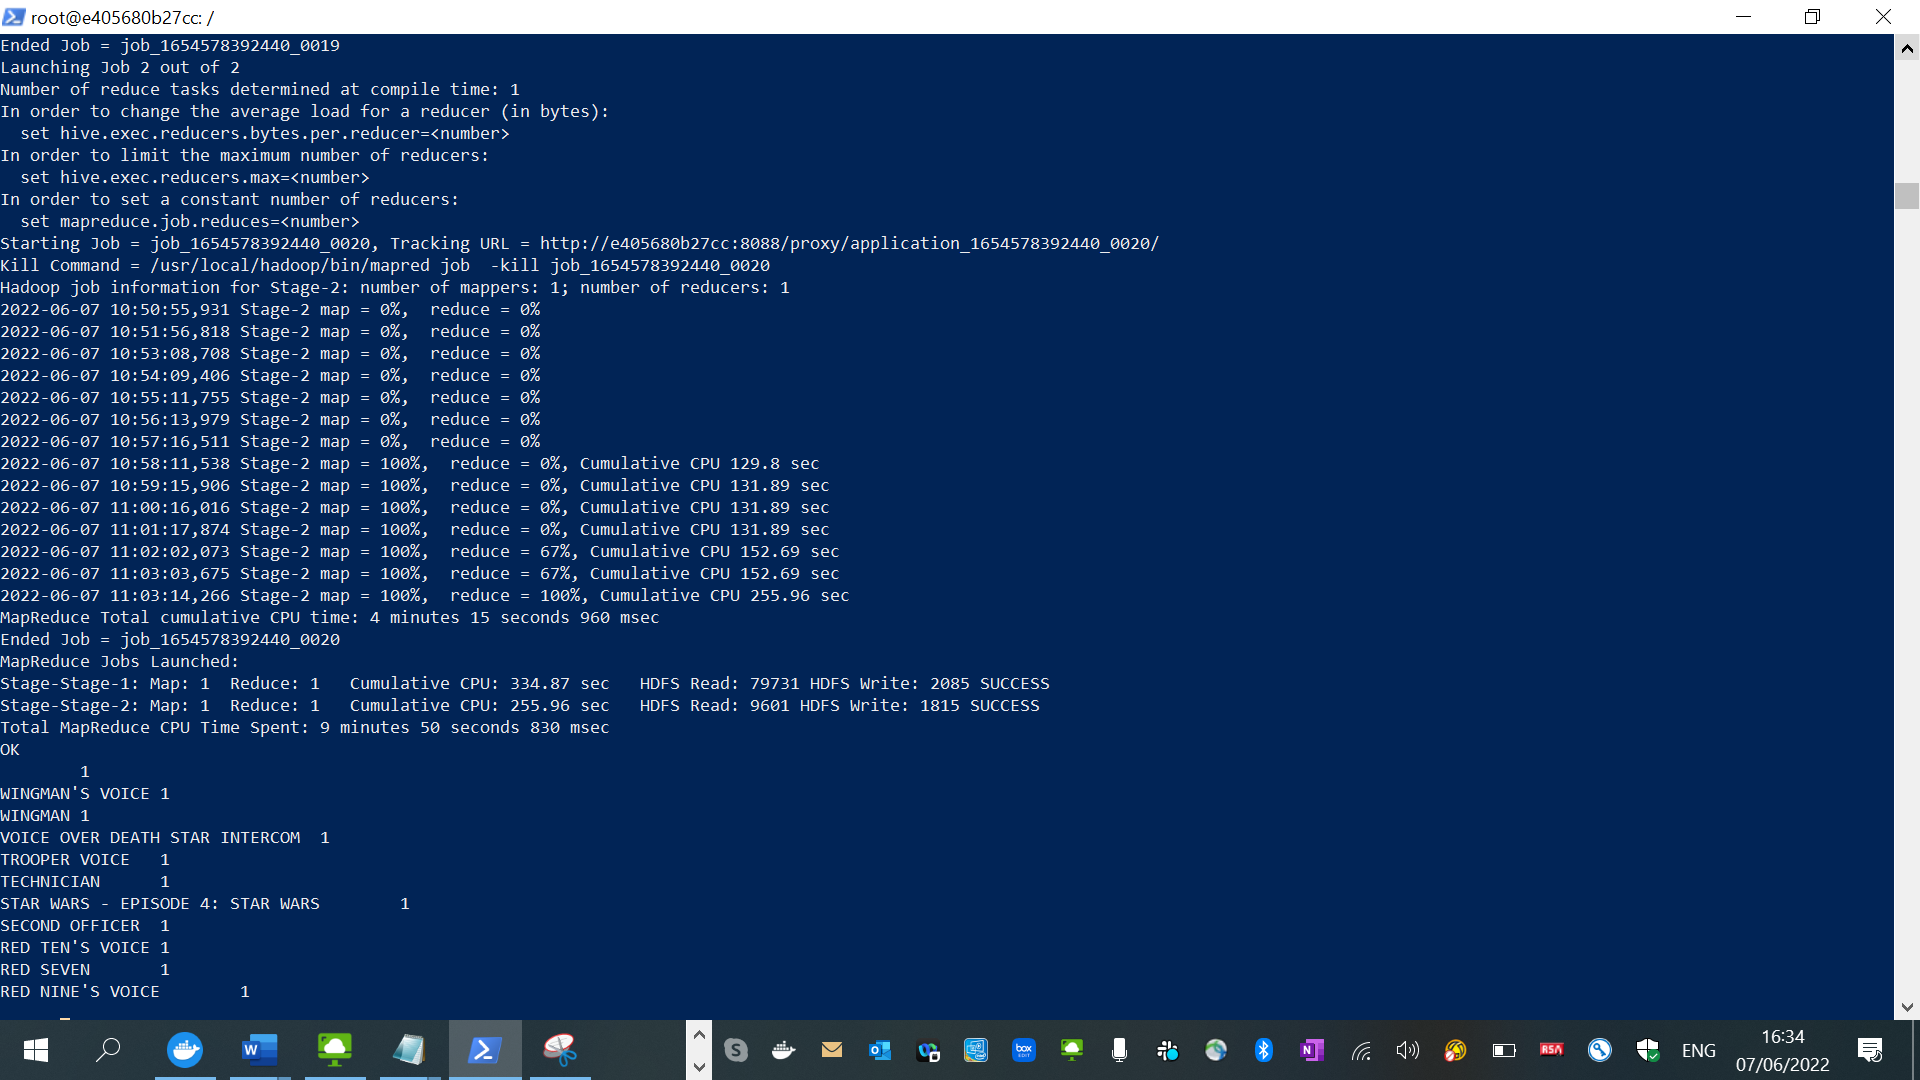 root@e405680b27cc: /
Ended Job = job_1654578392440_0019
Launching Job 2 out of 2
Number of reduce tasks determined at compile time: 1
In order to change the average load for a reducer (in bytes):
  set hive.exec.reducers.bytes.per.reducer=<number>
In order to limit the maximum number of reducers:
  set hive.exec.reducers.max=<number>
In order to set a constant number of reducers:
  set mapreduce.job.reduces=<number>
Starting Job = job_1654578392440_0020, Tracking URL = http://e405680b27cc:8088/proxy/application_1654578392440_0020/
Kill Command = /usr/local/hadoop/bin/mapred job  -kill job_1654578392440_0020
Hadoop job information for Stage-2: number of mappers: 1; number of reducers: 1
2022-06-07 10:50:55,931 Stage-2 map = 0%,  reduce = 0%
2022-06-07 10:51:56,818 Stage-2 map = 0%,  reduce = 0%
2022-06-07 10:53:08,708 Stage-2 map = 0%,  reduce = 0%
2022-06-07 10:54:09,406 Stage-2 map = 0%,  reduce = 0%
2022-06-07 10:55:11,755 Stage-2 map = 0%,  reduce = 0%
2022-06-07 10:56:13,979 Stage-2 map = 0%,  reduce = 0%
2022-06-07 10:57:16,511 Stage-2 map = 0%,  reduce = 0%
2022-06-07 10:58:11,538 Stage-2 map = 100%,  reduce = 0%, Cumulative CPU 129.8 sec
2022-06-07 10:59:15,906 Stage-2 map = 100%,  reduce = 0%, Cumulative CPU 131.89 sec
2022-06-07 11:00:16,016 Stage-2 map = 100%,  reduce = 0%, Cumulative CPU 131.89 sec
2022-06-07 11:01:17,874 Stage-2 map = 100%,  reduce = 0%, Cumulative CPU 131.89 sec
2022-06-07 11:02:02,073 Stage-2 map = 100%,  reduce = 67%, Cumulative CPU 152.69 sec
2022-06-07 11:03:03,675 Stage-2 map = 100%,  reduce = 67%, Cumulative CPU 152.69 sec
2022-06-07 11:03:14,266 Stage-2 map = 100%,  reduce = 100%, Cumulative CPU 255.96 sec
MapReduce Total cumulative CPU time: 4 minutes 15 seconds 960 msec
Ended Job = job_1654578392440_0020
MapReduce Jobs Launched:
Stage-Stage-1: Map: 1  Reduce: 1   Cumulative CPU: 334.87 sec   HDFS Read: 79731 HDFS Write: 2085 SUCCESS
Stage-Stage-2: Map: 1  Reduce: 1   Cumulative CPU: 255.96 sec   HDFS Read: 9601 HDFS Write: 1815 SUCCESS
Total MapReduce CPU Time Spent: 9 minutes 50 seconds 830 msec
OK
        1
WINGMAN'S VOICE 1
WINGMAN 1
VOICE OVER DEATH STAR INTERCOM  1
TROOPER VOICE   1
TECHNICIAN      1
STAR WARS - EPISODE 4: STAR WARS        1
SECOND OFFICER  1
RED TEN'S VOICE 1
RED SEVEN       1
RED NINE'S VOICE        1
box
EDIT
RSA
ENG
16:34
07/06/2022